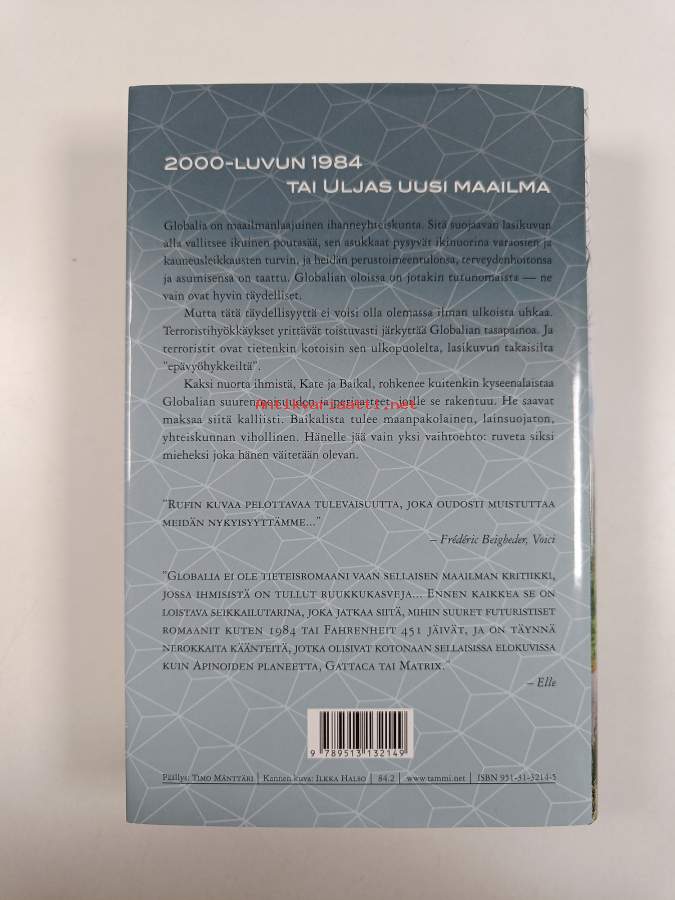 2000-LUVUN 1984
TAI ULJAS UUSI MAAILMA
Globalia on maailmanlaajuinen ihanneyhteiskunta. Sitä suojaavan lasikuvun
alla vallitsee ikuinen poutasää, sen asukkaat pysyvät ikinuorina varaosien ja
kauneusleikkausten turvin, ja heidän perustoimeentulonsa, terveydenhoitonsa
ja asumisensa on taattu. Globalian oloissa on jotakin tutunomaista — ne
vain ovat hyvin täydelliset.
Mutta tätä täydellisyyttä ei voisi olla olemassa ilman ulkoista uhkaa.
Terroristihyökkäykset yrittävät toistuvasti järkyttää Globalian tasapainoa. Ja
terroristit ovat tietenkin kotoisin sen ulkopuolelta, lasikuvun takaisilta
"epävyöhykkeiltä".
Kaksi nuorta ihmistä, Kate ja Baikal, rohkenee kuitenkin kyseenalaistaa
Globalian suurenmoisuuden ja periaatteet, joille se rakentuu. He saavat
Antikvariaatti.net
maksaa siitä kalliisti. Baikalista tulee maanpakolainen, lainsuojaton,
yhteiskunnan vihollinen. Hänelle jää vain yksi vaihtoehto: ruveta siksi
mieheksi joka hänen väitetään olevan.
"RUFIN KUVAA PELOTTAVAA TULEVAISUUTTA, JOKA OUDOSTI MUISTUTTAA
MEIDÄN NYKYISYYTTÄMME..."
– Frédéric Beigbeder, Voici
"GLOBALIA EI OLE TIETEISROMAANI VAAN SELLAISEN MAAILMAN KRITIIKKI,
JOSSA IHMISISTÄ ON TULLUT RUUKKUKASVEJA... ENNEN KAIKKEA SE ON
LOISTAVA SEIKKAILUTARINA, JOKA JATKAA SIITÄ, MIHIN SUURET FUTURISTISET
ROMAANIT KUTEN 1984 TAI FAHRENHEIT 451 JÄIVÄT, JA ON TÄYNNÄ
NEROKKAITA KÄÄNTEITÄ, JOTKA OLISIVAT KOTONAAN SELLAISISSA ELOKUVISSA
KUIN APINOIDEN PLANEETTA, GATTACA TAI MATRIX."
– Elle
9 789513 132149
Päällys: TIMO MÄNTTÄRI | Kannen kuva: ILKKA HALSO | 84.2 | www.tammi.net | ISBN 951-31-3214-5